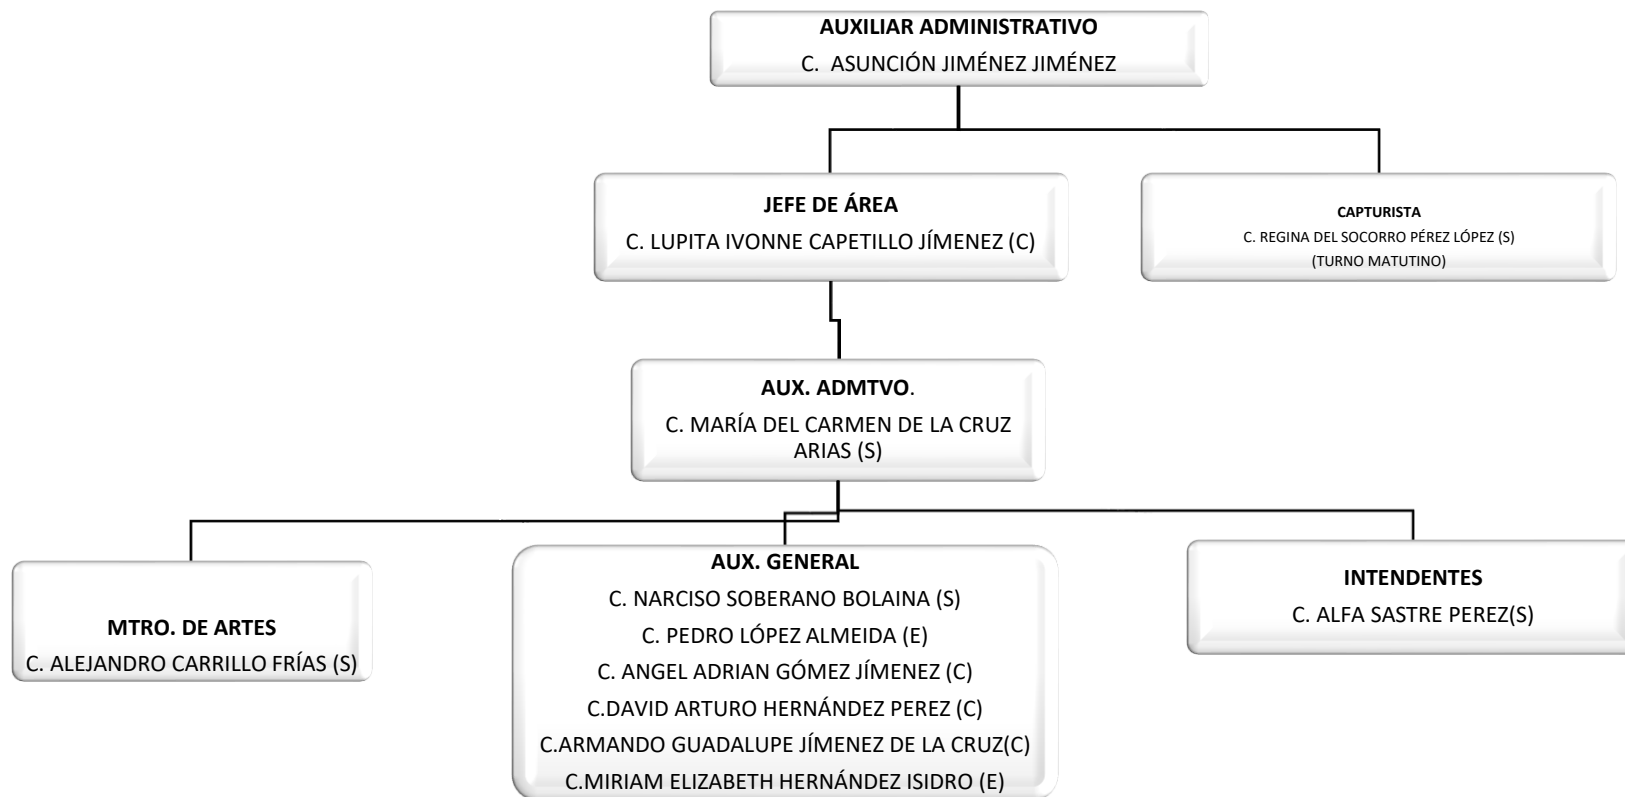 AUXILIAR ADMINISTRATIVO
C. ASUNCIÓN JIMÉNEZ JIMÉNEZ
JEFE DE ÁREA
C. LUPITA IVONNE CAPETILLO JÍMENEZ (C)
CAPTURISTA
C. REGINA DEL SOCORRO PÉREZ LÓPEZ (S)
(TURNO MATUTINO)
AUX. ADMTVO.
C. MARÍA DEL CARMEN DE LA CRUZ
ARIAS (S)
MTRO. DE ARTES
C. ALEJANDRO CARRILLO FRÍAS (S)
AUX. GENERAL
C. NARCISO SOBERANO BOLAINA (S)
C. PEDRO LÓPEZ ALMEIDA (E)
C. ANGEL ADRIAN GÓMEZ JÍMENEZ (C)
C.DAVID ARTURO HERNÁNDEZ PEREZ (C)
C.ARMANDO GUADALUPE JÍMENEZ DE LA CRUZ(C)
C.MIRIAM ELIZABETH HERNÁNDEZ ISIDRO (E)
INTENDENTES
C. ALFA SASTRE PEREZ(S)